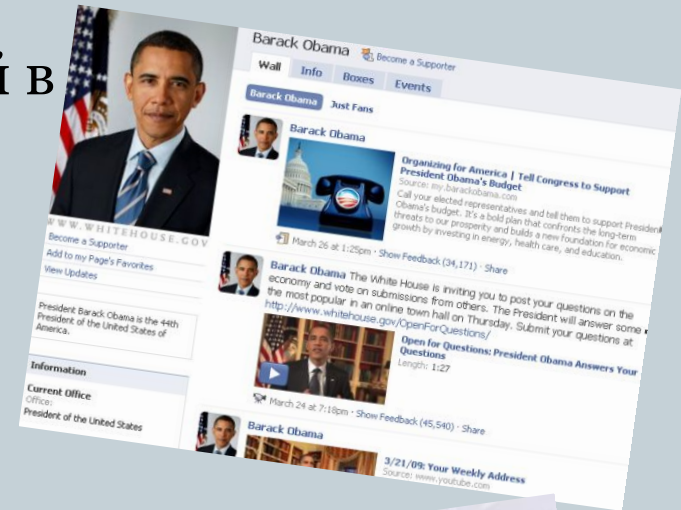 й в
Barack Obama Become a Supporter
Wall Info Boxes Events
Barack Obama Just Fans
Barack Obama
Organizing for America | Tell Congress to Support
President Obama's Budget
Source: my.barackobama.com
Call your elected representatives and tell them to support President
Obama's budget. It's a bold plan that confronts the long-term
threats to our prosperity and builds a new foundation for economic
growth by investing in energy, health care, and education.
March 26 at 1:25pm · Show Feedback (34,171) · Share
Barack Obama The White House is inviting you to post your questions on the
economy and vote on submissions from others. The President will answer some
the most popular in an online town hall on Thursday. Submit your questions at
http://www.whitehouse.gov/OpenForQuestions/
Open for Questions: President Obama Answers Your
Questions
Length: 1:27
March 24 at 7:18pm · Show Feedback (45,540) · Share
Barack Obama
3/21/09: Your Weekly Address
Source: www.youtube.com
WWW.WHITEHOUSE.GOV
Become a Supporter
Add to my Page's Favorites
View Updates
President Barack Obama is the 44th
President of the United States of
America.
Information
Current Office
Office:
President of the United States